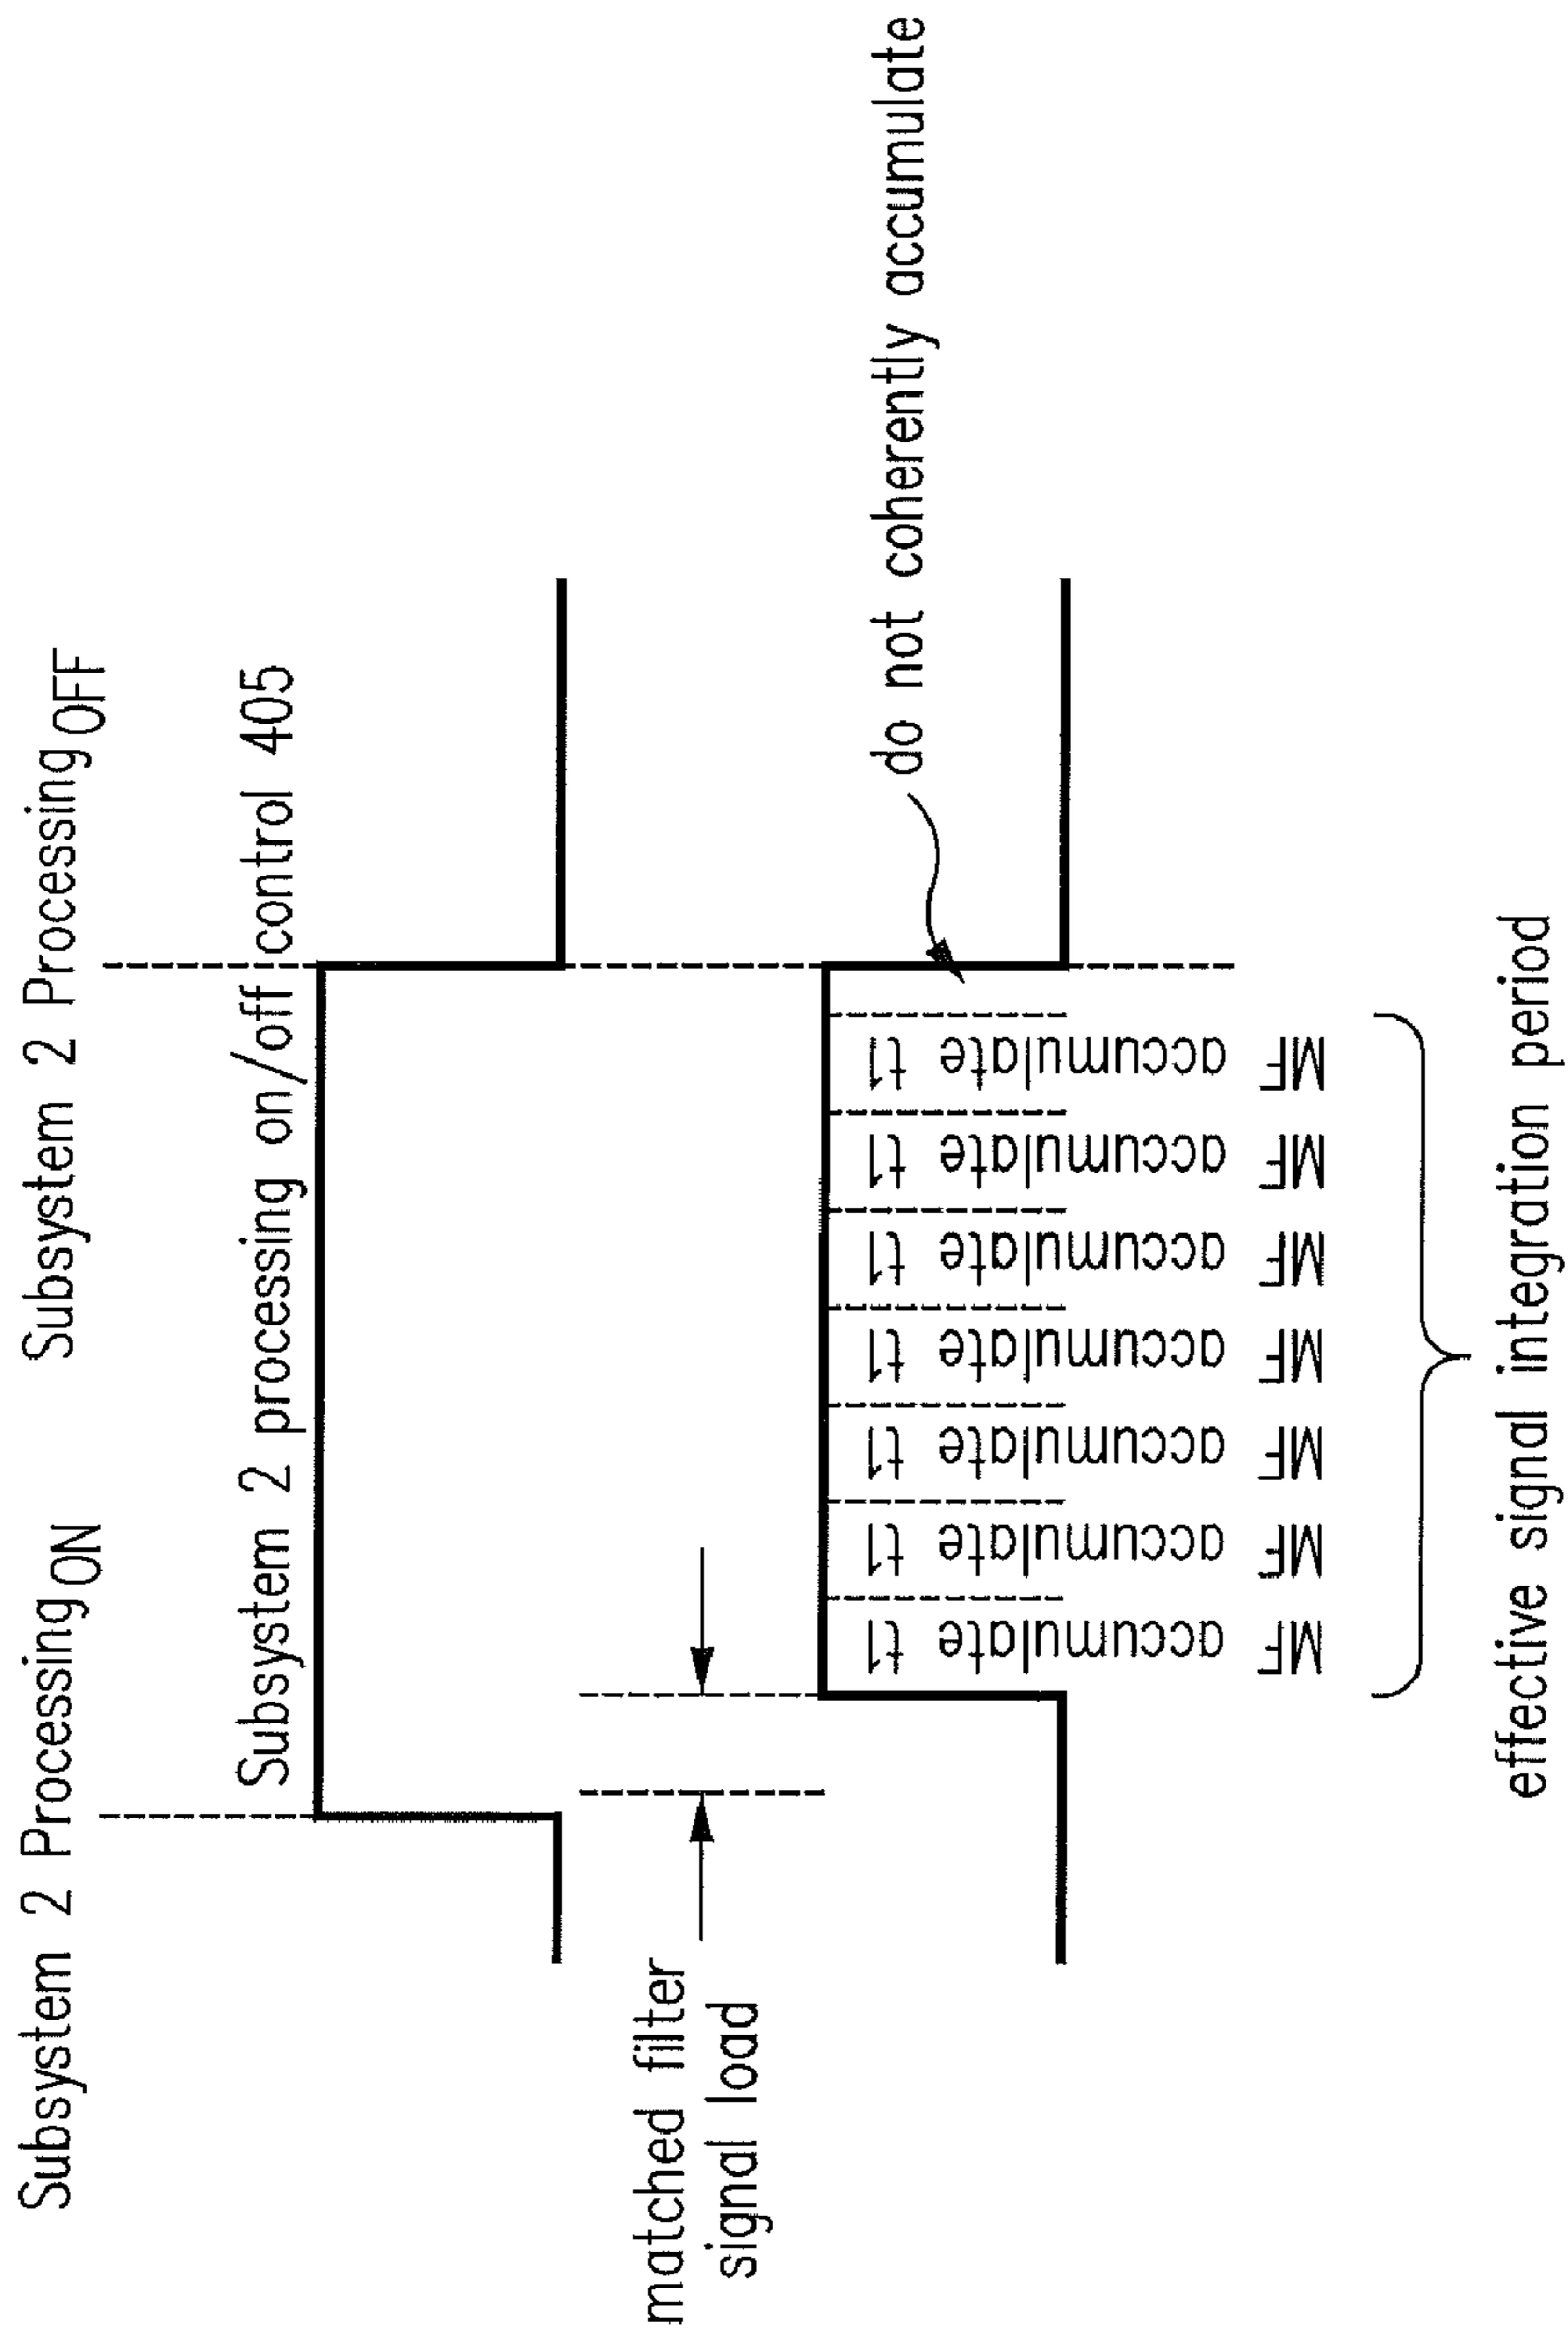 Subsystem 2 Processing ON
Subsystem 2 Processing OFF
Subsystem 2 processing on/off control 405
matched filter
signal load
do not coherently accumulate
MF accumulate t1
MF accumulate t1
MF accumulate t1
MF accumulate t1
MF accumulate t1
MF accumulate t1
MF accumulate t1
effective signal integration period